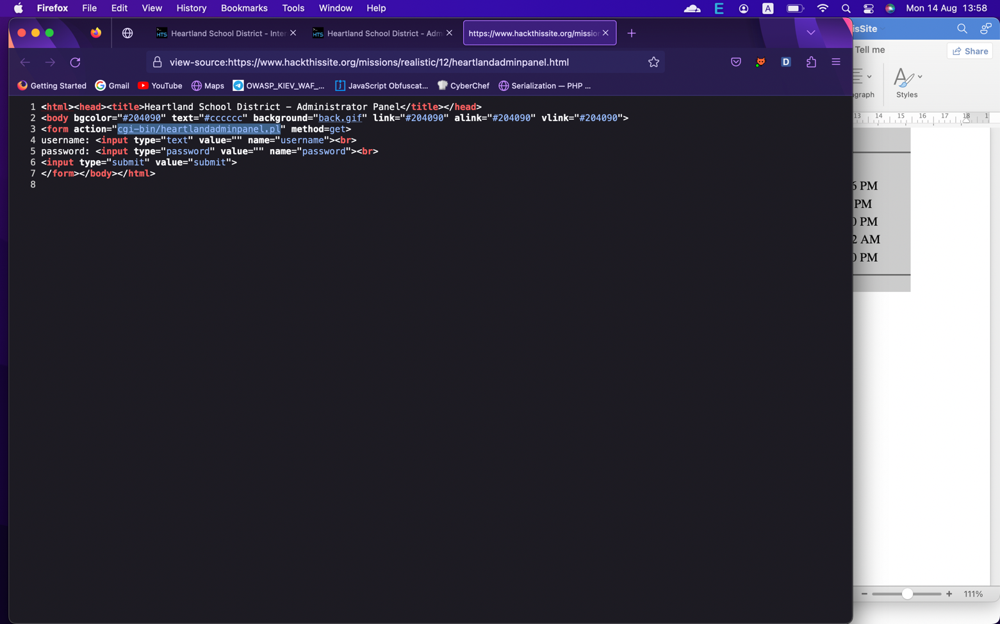 Firefox File Edit View History Bookmarks Tools Window Help
A
Mon 14 Aug 13:58
HTS Heartland School District - Inter
HTS Heartland School District - Adm
https://www.hackthissite.org/missio
isSite
Tell me
Share
view-source:https://www.hackthissite.org/missions/realistic/12/heartlandadminpanel.html
D
Getting Started Gmail YouTube Maps OWASP_KIEV_WAF_... JavaScript Obfuscat... CyberChef Serialization — PHP ...
agraph
Styles
13 14 15 16 17 18
1 <html><head><title>Heartland School District - Administrator Panel</title></head>
2 <body bgcolor="#204090" text="#cccccc" background="back.gif" link="#204090" alink="#204090" vlink="#204090">
3 <form action="cgi-bin/heartlandadminpanel.pl" method=get>
4 username: <input type="text" value="" name="username"><br>
5 password: <input type="password" value="" name="password"><br>
6 <input type="submit" value="submit">
7 </form></body></html>
8
6 PM
PM
0 PM
2 AM
0 PM
111%